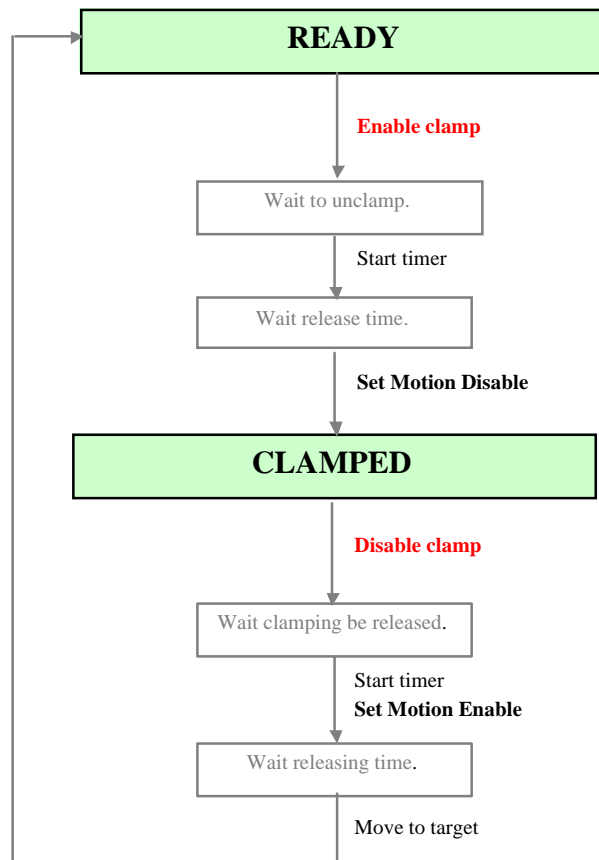 READY
Enable clamp
Wait to unclamp.
Start timer
Wait release time.
Set Motion Disable
CLAMPED
Disable clamp
Wait clamping be released.
Start timer
Set Motion Enable
Wait releasing time.
Move to target